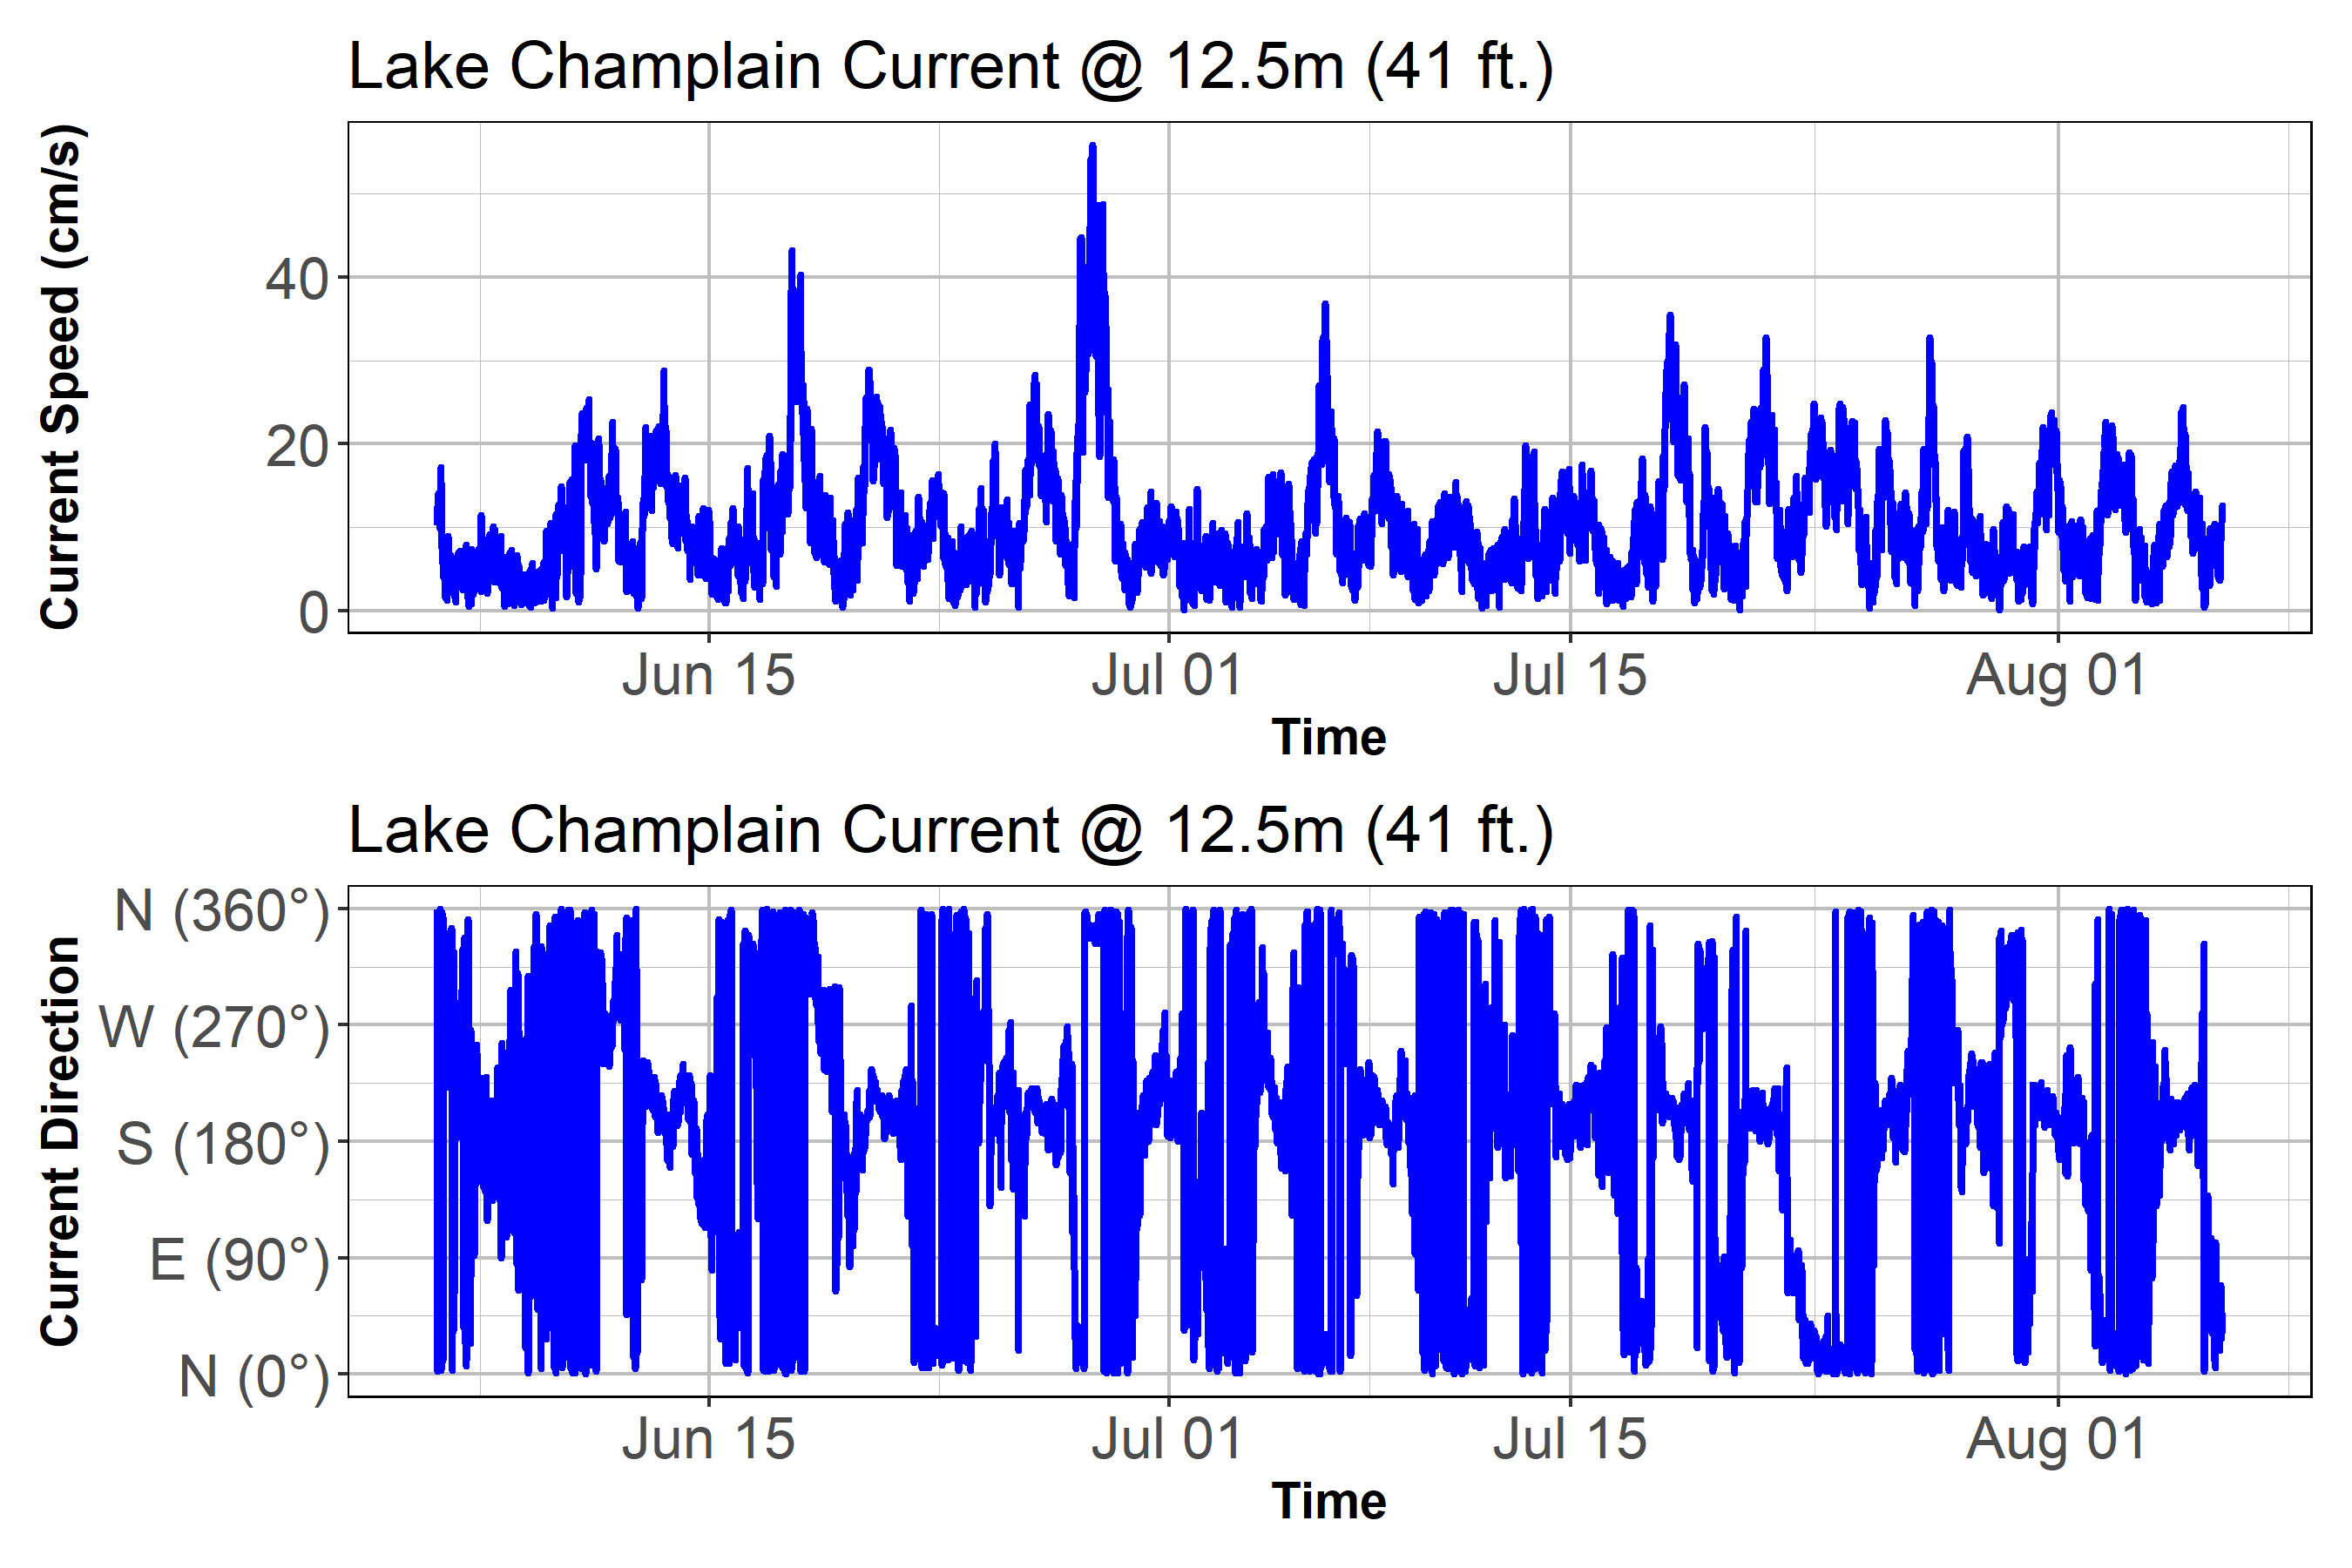 Lake Champlain Current @ 12.5m (41 ft.)
Current Speed (cm/s)
40
20
0
Jun 15 Jul 01 Jul 15 Aug 01
Time
Lake Champlain Current @ 12.5m (41 ft.)
Current Direction
N (360°)
W (270°)
S (180°)
E (90°)
N (0°)
Jun 15 Jul 01 Jul 15 Aug 01
Time